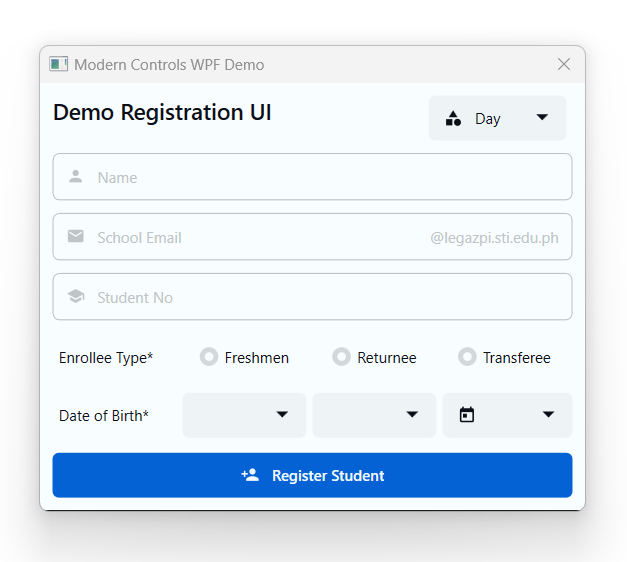 Modern Controls WPF Demo
Demo Registration UI
Day
Name
School Email @legazpi.sti.edu.ph
Student No
Enrollee Type* Freshmen Returnee Transferee
Date of Birth*
Register Student